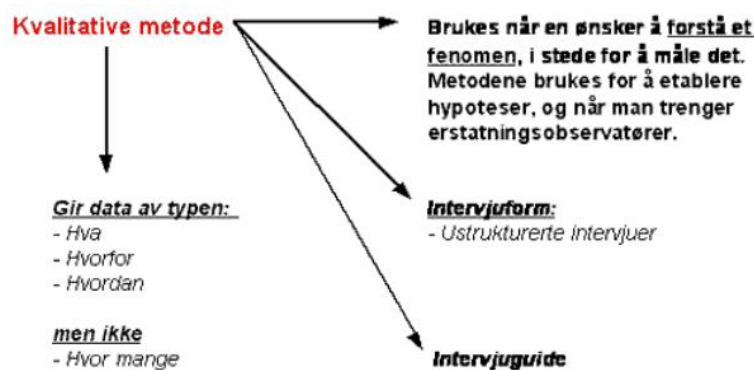 Kvalitative metode
Brukes når en ønsker å forstå et
fenomen, i stede for å måle det.
Metodene brukes for å etablere
hypoteser, og når man trenger
erstatningsobservatører.
Gir data av typen:
- Hva
- Hvorfor
- Hvordan
men ikke
- Hvor mange
Intervjuform:
- Ustrukturerte intervjuer
Intervjuguide